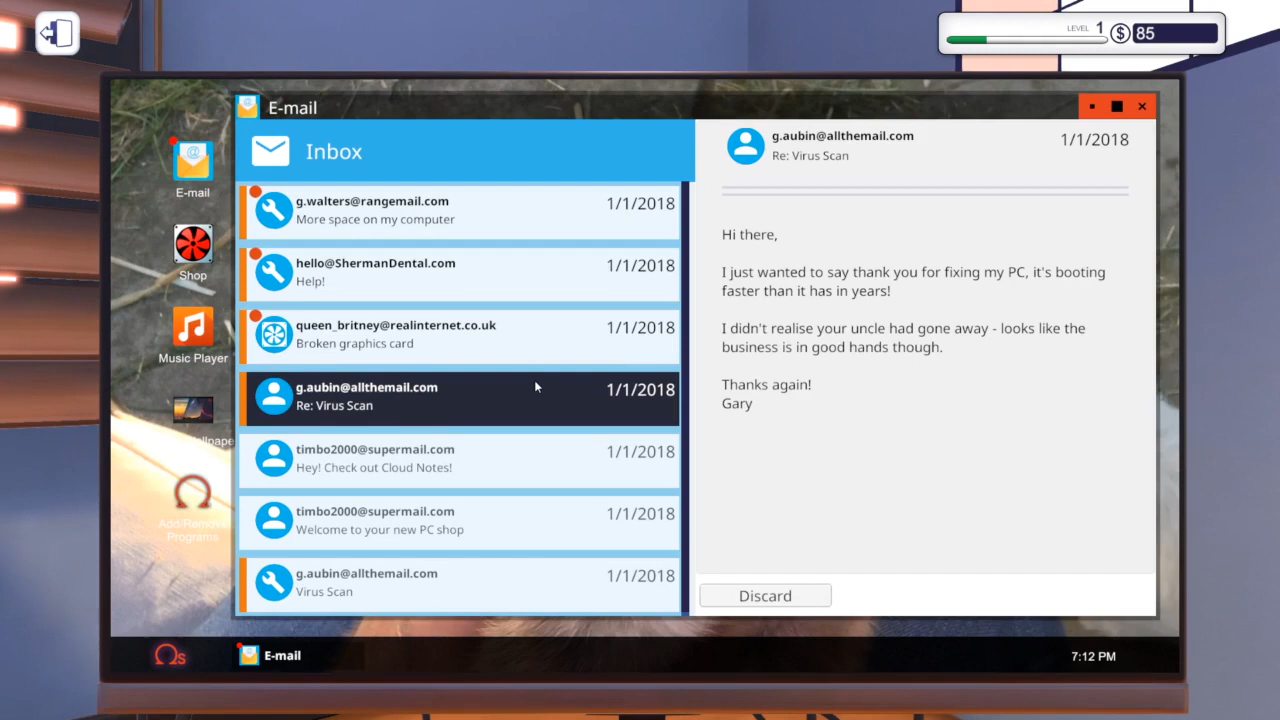 LEVEL 1 $ 85
E-mail
Inbox
g.walters@rangemail.com 1/1/2018
More space on my computer
hello@ShermanDental.com 1/1/2018
Help!
queen_britney@realinternet.co.uk 1/1/2018
Broken graphics card
g.aubin@allthemail.com 1/1/2018
Re: Virus Scan
timbo2000@supermail.com 1/1/2018
Hey! Check out Cloud Notes!
timbo2000@supermail.com 1/1/2018
Welcome to your new PC shop
g.aubin@allthemail.com 1/1/2018
Virus Scan
g.aubin@allthemail.com 1/1/2018
Re: Virus Scan
Hi there,
I just wanted to say thank you for fixing my PC, it's booting
faster than it has in years!
I didn't realise your uncle had gone away - looks like the
business is in good hands though.
Thanks again!
Gary
Discard
E-mail
Shop
Music Player
Add/Remove
Programs
Ωs
E-mail
7:12 PM